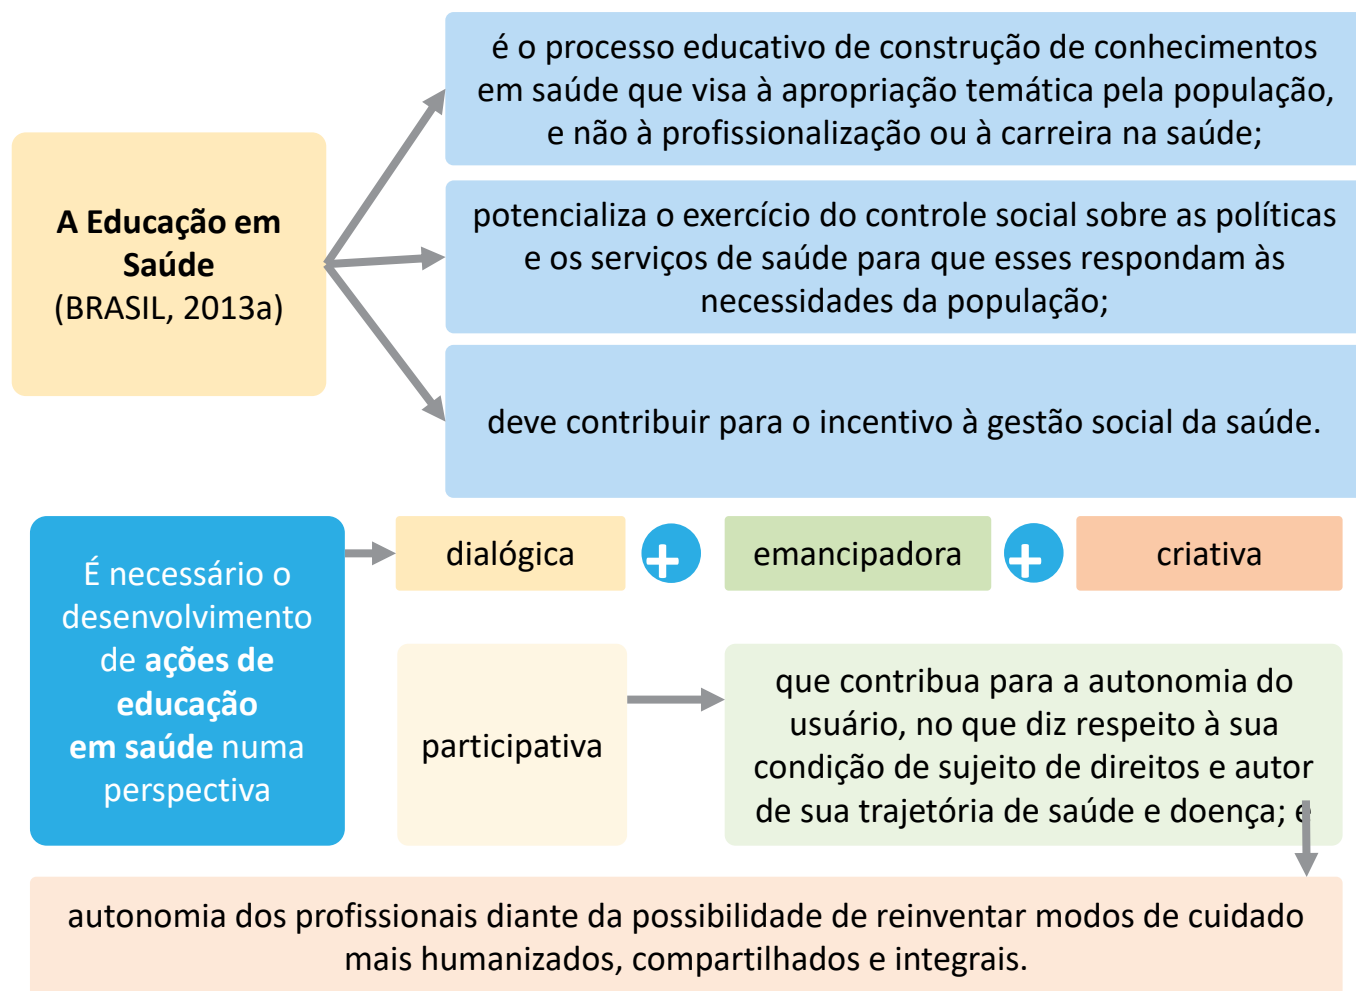 A Educação em
Saúde
(BRASIL, 2013a)
é o processo educativo de construção de conhecimentos
em saúde que visa à apropriação temática pela população,
e não à profissionalização ou à carreira na saúde;
potencializa o exercício do controle social sobre as políticas
e os serviços de saúde para que esses respondam às
necessidades da população;
deve contribuir para o incentivo à gestão social da saúde.
É necessário o
desenvolvimento
de ações de
educação
em saúde numa
perspectiva
dialógica
+
emancipadora
+
criativa
participativa
que contribua para a autonomia do
usuário, no que diz respeito à sua
condição de sujeito de direitos e autor
de sua trajetória de saúde e doença; e
autonomia dos profissionais diante da possibilidade de reinventar modos de cuidado
mais humanizados, compartilhados e integrais.